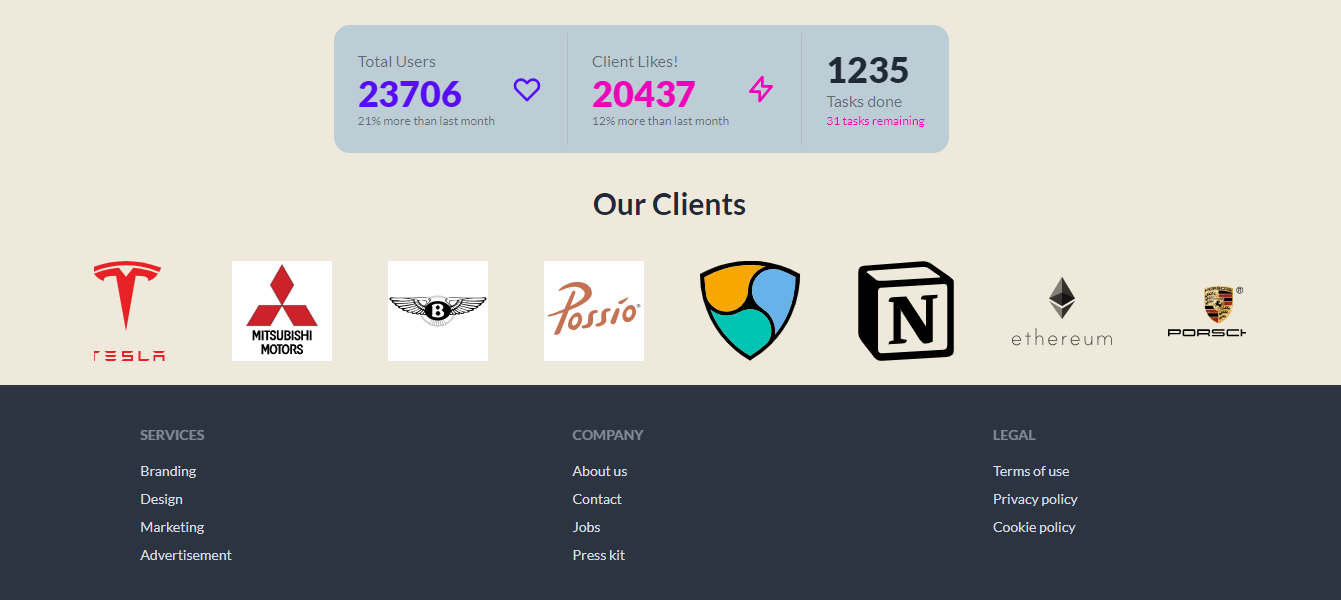 Total Users
23706
21% more than last month
Client Likes!
20437
12% more than last month
1235
Tasks done
31 tasks remaining
Our Clients
TESLA
MITSUBISHI
MOTORS
B
Possio
N
ethereum
PORSCHE
PORSCH
SERVICES
Branding
Design
Marketing
Advertisement
COMPANY
About us
Contact
Jobs
Press kit
LEGAL
Terms of use
Privacy policy
Cookie policy